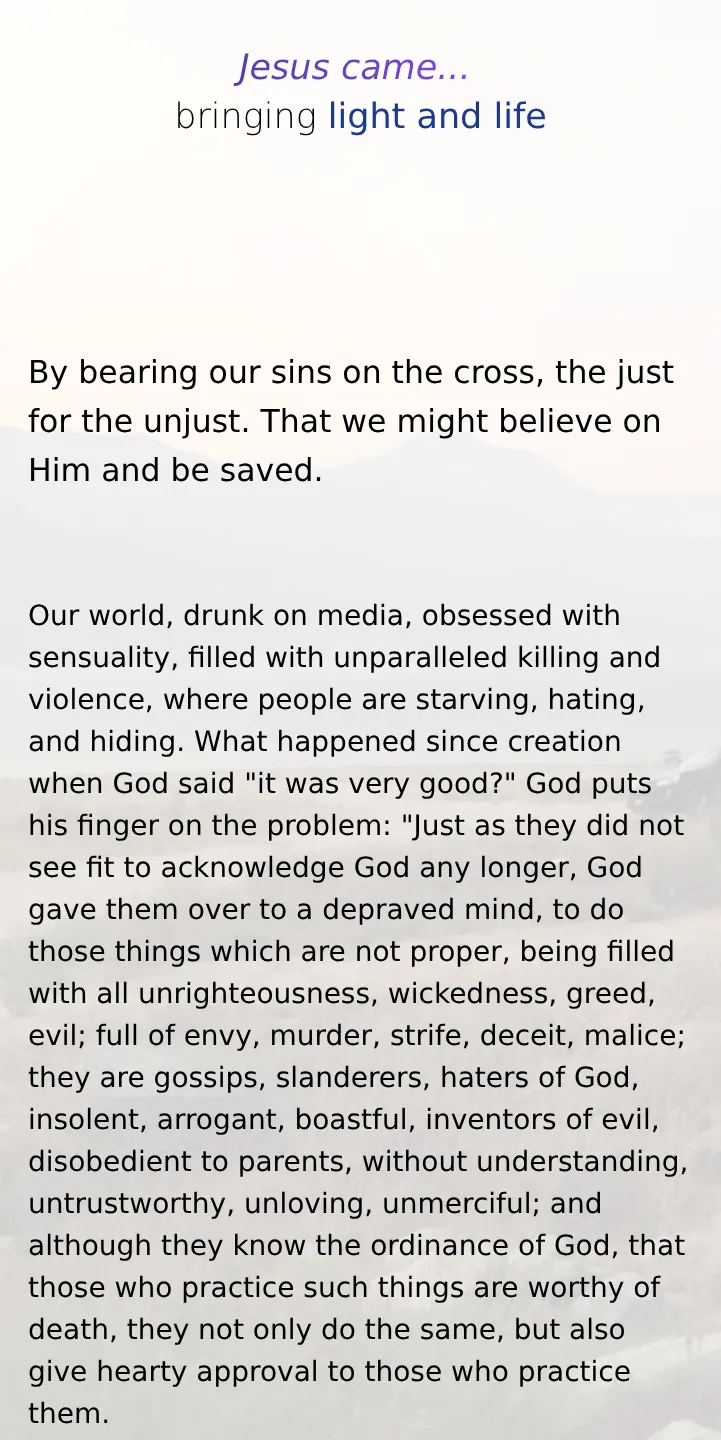 Jesus came...
bringing light and life
By bearing our sins on the cross, the just
for the unjust. That we might believe on
Him and be saved.
Our world, drunk on media, obsessed with
sensuality, filled with unparalleled killing and
violence, where people are starving, hating,
and hiding. What happened since creation
when God said "it was very good?" God puts
his finger on the problem: "Just as they did not
see fit to acknowledge God any longer, God
gave them over to a depraved mind, to do
those things which are not proper, being filled
with all unrighteousness, wickedness, greed,
evil; full of envy, murder, strife, deceit, malice;
they are gossips, slanderers, haters of God,
insolent, arrogant, boastful, inventors of evil,
disobedient to parents, without understanding,
untrustworthy, unloving, unmerciful; and
although they know the ordinance of God, that
those who practice such things are worthy of
death, they not only do the same, but also
give hearty approval to those who practice
them.